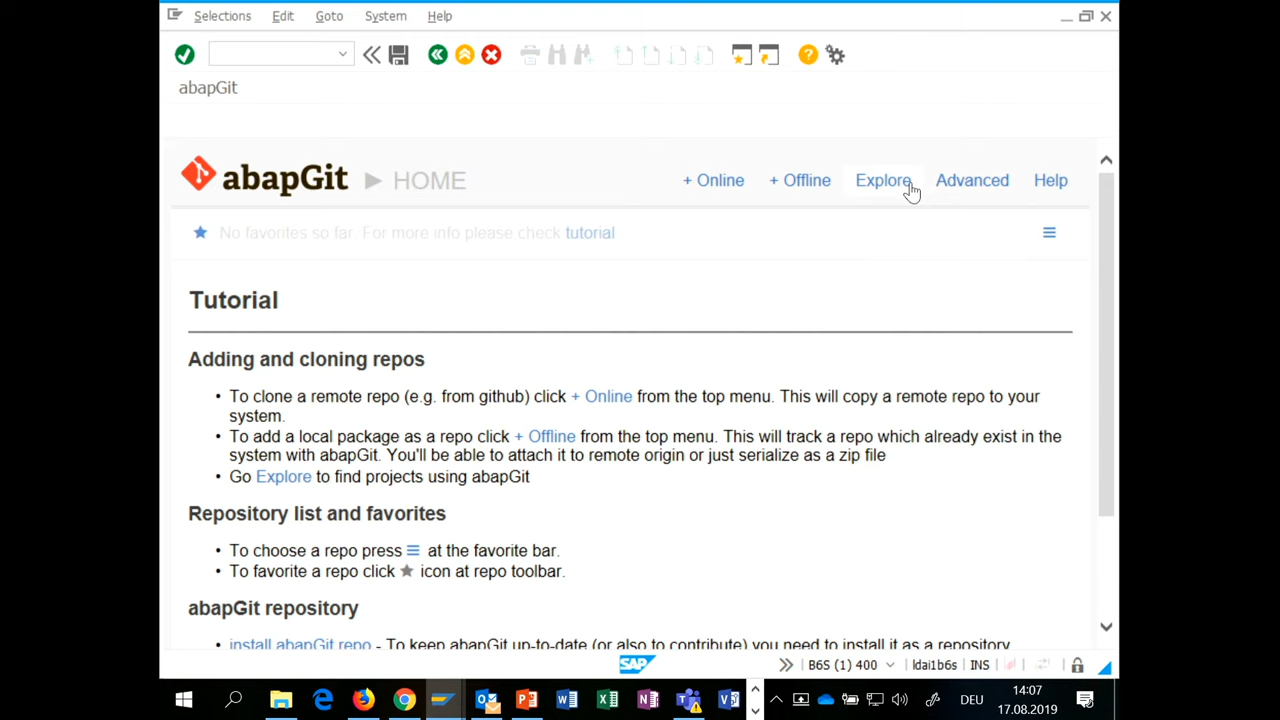 Selections Edit Goto System Help
abapGit
abapGit HOME + Online + Offline Explore Advanced Help
No favorites so far. For more info please check tutorial
Tutorial
Adding and cloning repos
• To clone a remote repo (e.g. from github) click + Online from the top menu. This will copy a remote repo to your
system.
• To add a local package as a repo click + Offline from the top menu. This will track a repo which already exist in the
system with abapGit. You'll be able to attach it to remote origin or just serialize as a zip file
• Go Explore to find projects using abapGit
Repository list and favorites
• To choose a repo press at the favorite bar.
• To favorite a repo click icon at repo toolbar.
abapGit repository
• install abapGit repo - To keep abapGit up-to-date (or also to contribute) you need to install it as a repository
SAP B6S (1) 400 ldai1b6s INS
DEU 14:07
17.08.2019